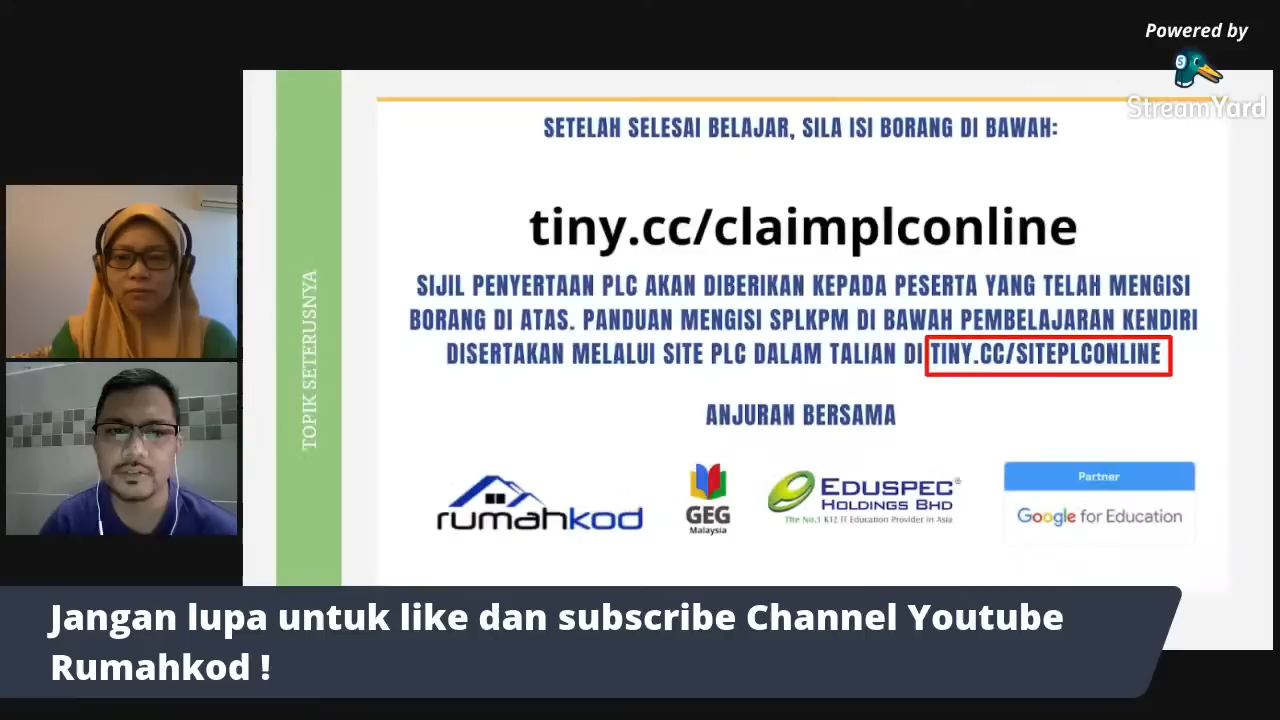 Powered by
StreamYard
SETELAH SELESAI BELAJAR, SILA ISI BORANG DI BAWAH:
tiny.cc/claimplconline
SIJIL PENYERTAAN PLC AKAN DIBERIKAN KEPADA PESERTA YANG TELAH MENGISI
BORANG DI ATAS. PANDUAN MENGISI SPLKPM DI BAWAH PEMBELAJARAN KENDIRI
DISERTAKAN MELALUI SITE PLC DALAM TALIAN DI TINY.CC/SITEPLCONLINE
TOPIK SETERUSNYA
ANJURAN BERSAMA
rumahkod
GEG
Malaysia
EDUSPEC®
HOLDINGS BHD
The No.1 K12 IT Education Provider in Asia
Partner
Google for Education
Jangan lupa untuk like dan subscribe Channel Youtube
Rumahkod !